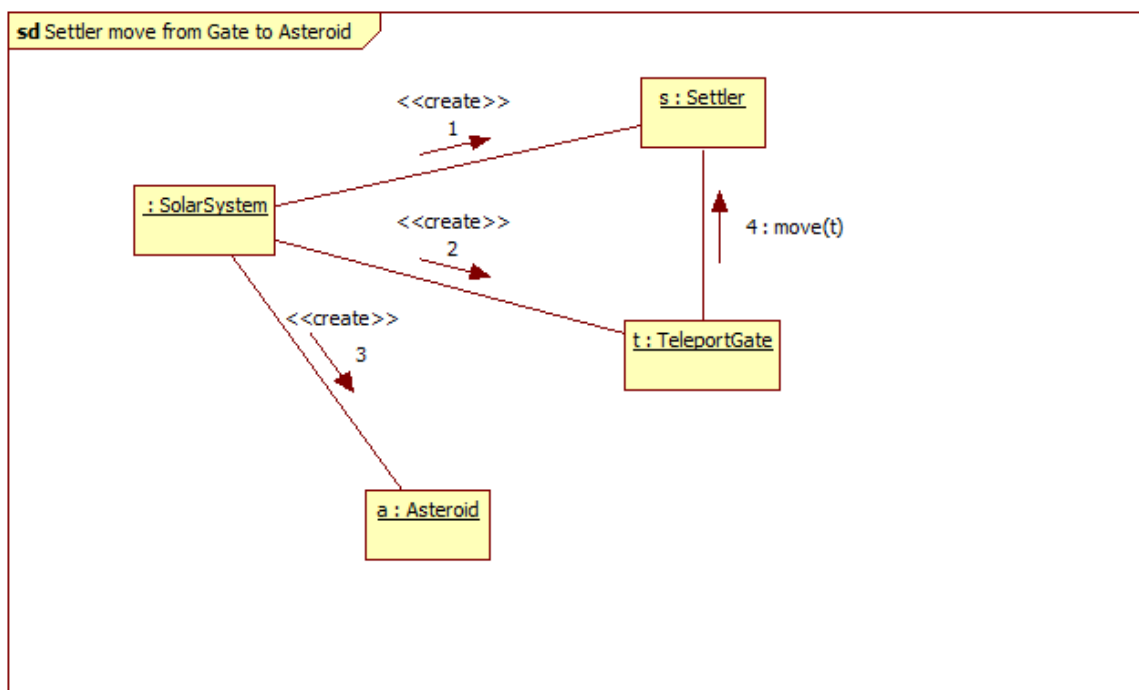 sd Settler move from Gate to Asteroid
<<create>>
1
s : Settler
: SolarSystem
<<create>>
2
4 : move(t)
<<create>>
3
t : TeleportGate
a : Asteroid